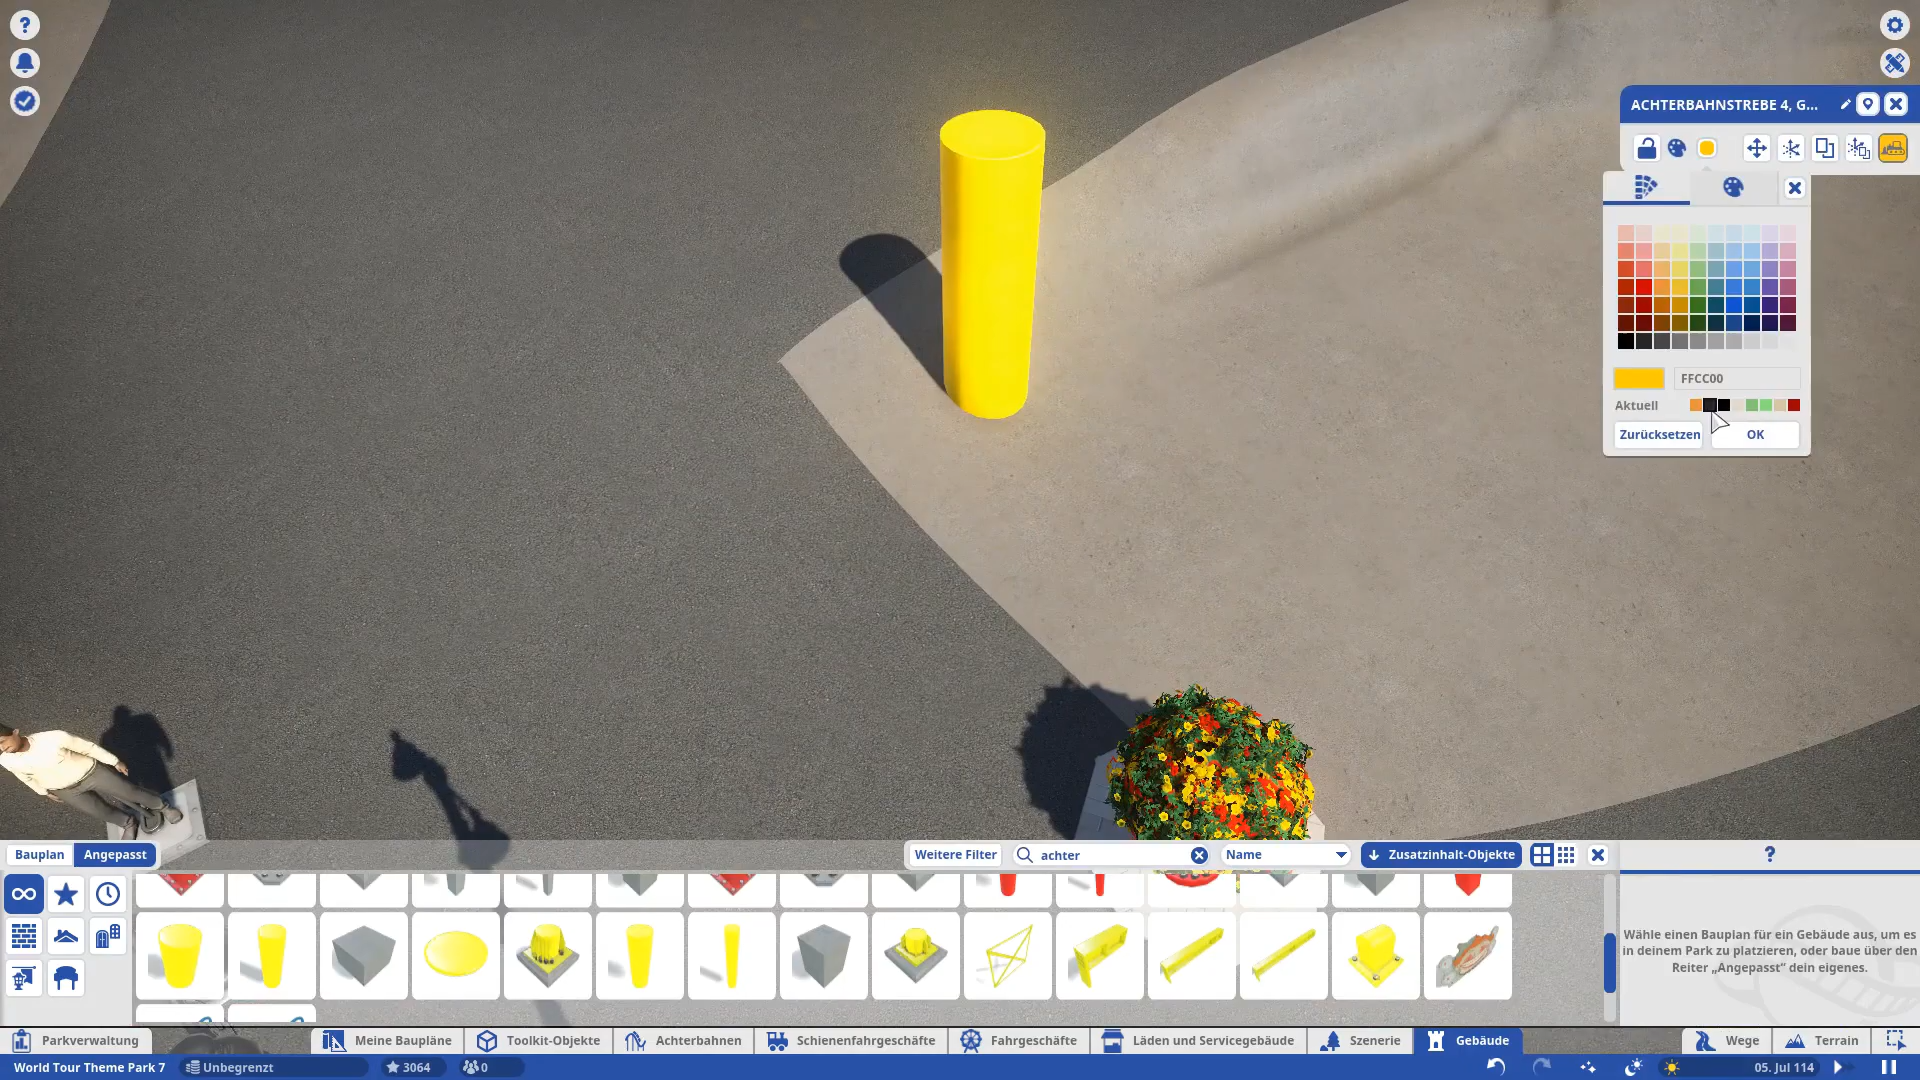 ACHTERBAHNSTREBE 4, G...
FFCC00
Aktuell
Zurücksetzen
OK
Bauplan
Angepasst
Weitere Filter
achter
Name
Zusatzinhalt-Objekte
?
Wähle einen Bauplan für ein Gebäude aus, um es
in deinem Park zu platzieren, oder baue über den
Reiter „Angepasst“ dein eigenes.
Parkverwaltung
Meine Baupläne
Toolkit-Objekte
Achterbahnen
Schienenfahrgeschäfte
Fahrgeschäfte
Läden und Servicegebäude
Szenerie
Gebäude
Wege
Terrain
World Tour Theme Park 7
Unbegrenzt
3064
0
05. Jul 114